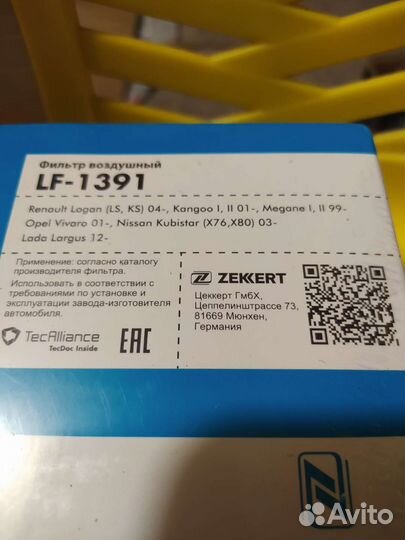 Фильтр воздушный
LF-1391
Renault Logan (LS, KS) 04-, Kangoo I, II 01-, Megane I, II 99-
Opel Vivaro 01-, Nissan Kubistar (X76,X80) 03-
Lada Largus 12-
Применение: согласно каталогу
производителя фильтра.
Использовать в соответствии с
требованиями по установке и
эксплуатации завода-изготовителя
автомобиля.
TecAlliance
TecDoc Inside
EAC
ZEKKERT
Цеккерт ГмбХ,
Цеппелинштрассе 73,
81669 Мюнхен,
Германия
Avito